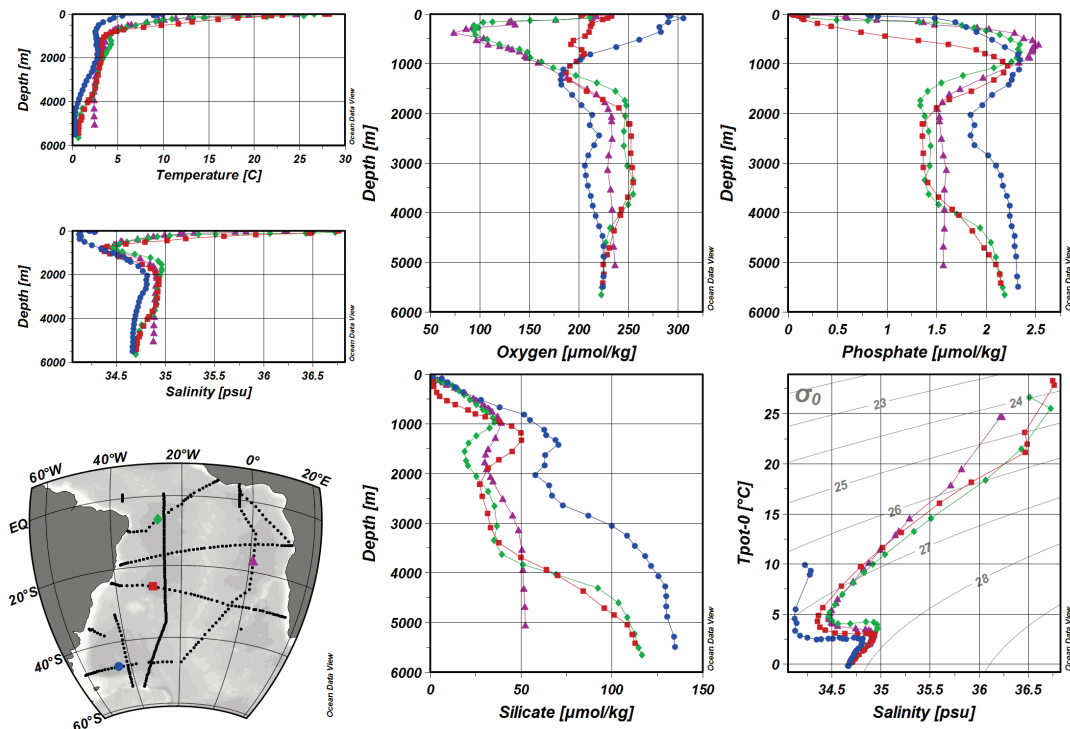 0
2000
4000
6000
0
5
10
15
20
25
30
Depth [m]
Temperature [C]
Ocean Data View
0
2000
4000
6000
34.5
35
35.5
36
36.5
Depth [m]
Salinity [psu]
Ocean Data View
60°W
40°W
20°W
0°
20°E
EQ
20°S
40°S
60°S
Ocean Data View
0
1000
2000
3000
4000
5000
6000
50
100
150
200
250
300
Depth [m]
Oxygen [µmol/kg]
Ocean Data View
0
1000
2000
3000
4000
5000
6000
0
0.5
1
1.5
2
2.5
Depth [m]
Phosphate [µmol/kg]
Ocean Data View
0
1000
2000
3000
4000
5000
6000
0
50
100
150
Depth [m]
Silicate [µmol/kg]
Ocean Data View
σ0
23
24
25
26
27
28
25
20
15
10
5
0
34.5
35
35.5
36
36.5
Tpot-0 [°C]
Salinity [psu]
Ocean Data View